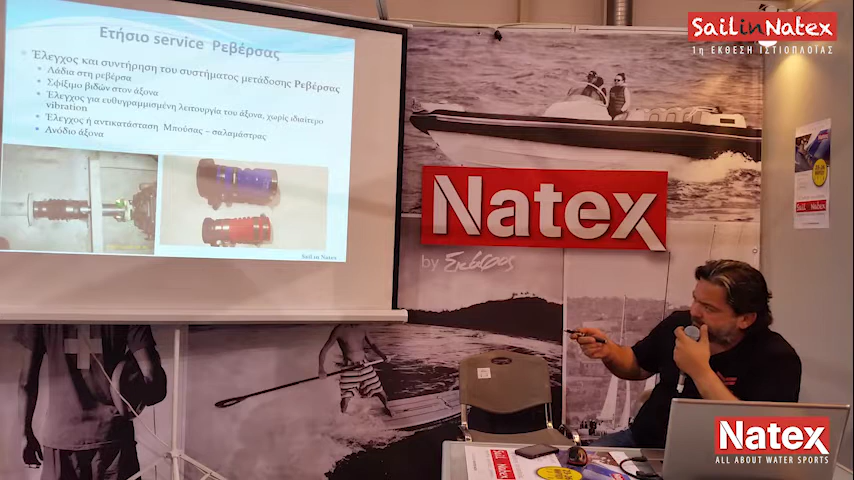 SailinNatex
1η ΕΚΘΕΣΗ ΙΣΤΙΟΠΛΟΪΑΣ
Ετήσιο service Ρεβέρσας
Έλεγχος και συντήρηση του συστήματος μετάδοσης Ρεβέρσας
Λάδια στη ρεβέρσα
Σφίξιμο βιδών στον άξονα
Έλεγχος για ευθυγραμμισμένη λειτουργία του άξονα, χωρίς ιδιαίτερο
vibration
Έλεγχος ή αντικατάσταση Μπούσας – σαλαμάστρας
Ανόδιο άξονα
Sail in Natex
Natex
by Σκάφος
Natex
ALL ABOUT WATER SPORTS